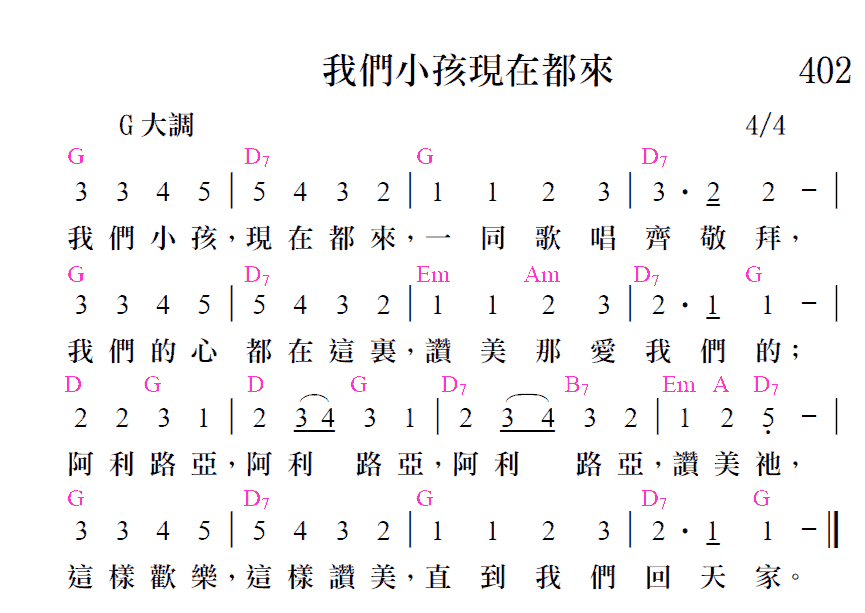 我們小孩現在都來 402
G 大調 4/4
G D7 G D7
3 3 4 5 | 5 4 3 2 | 1 1 2 3 | 3 · 2 2 － |
我們小孩，現在都來，一同歌唱齊敬拜，
G D7 Em Am D7 G
3 3 4 5 | 5 4 3 2 | 1 1 2 3 | 2 · 1 1 － |
我們的心都在這裏，讚美那愛我們的；
D G D G D7 B7 Em A D7
2 2 3 1 | 2 3 4 3 1 | 2 3 4 3 2 | 1 2 5 － |
阿利路亞，阿利路亞，阿利路亞，讚美祂，
G D7 G D7 G
3 3 4 5 | 5 4 3 2 | 1 1 2 3 | 2 · 1 1 － ‖
這樣歡樂，這樣讚美，直到我們回天家。